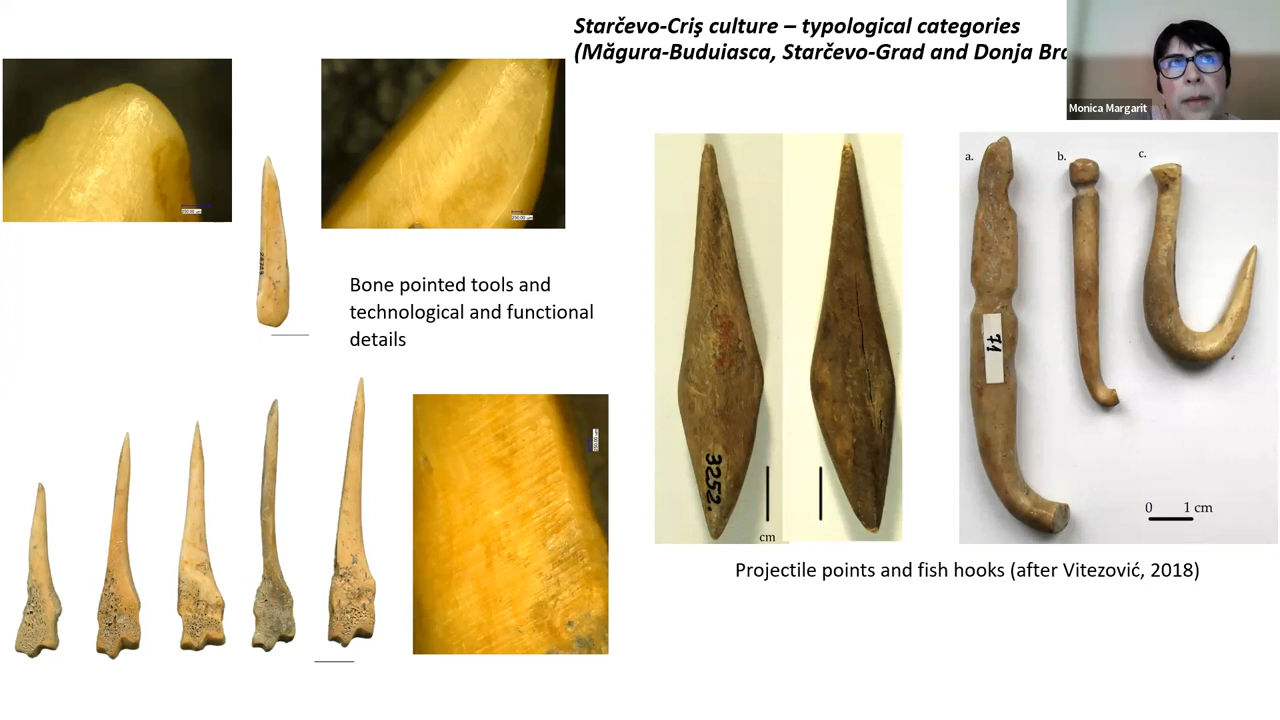 Starčevo-Criş culture – typological categories
(Măgura-Buduiasca, Starčevo-Grad and Donja
Monica Margarit
Bone pointed tools and
technological and functional
details
3252.
cm
a.
b.
c.
71
0 1 cm
Projectile points and fish hooks (after Vitezović, 2018)